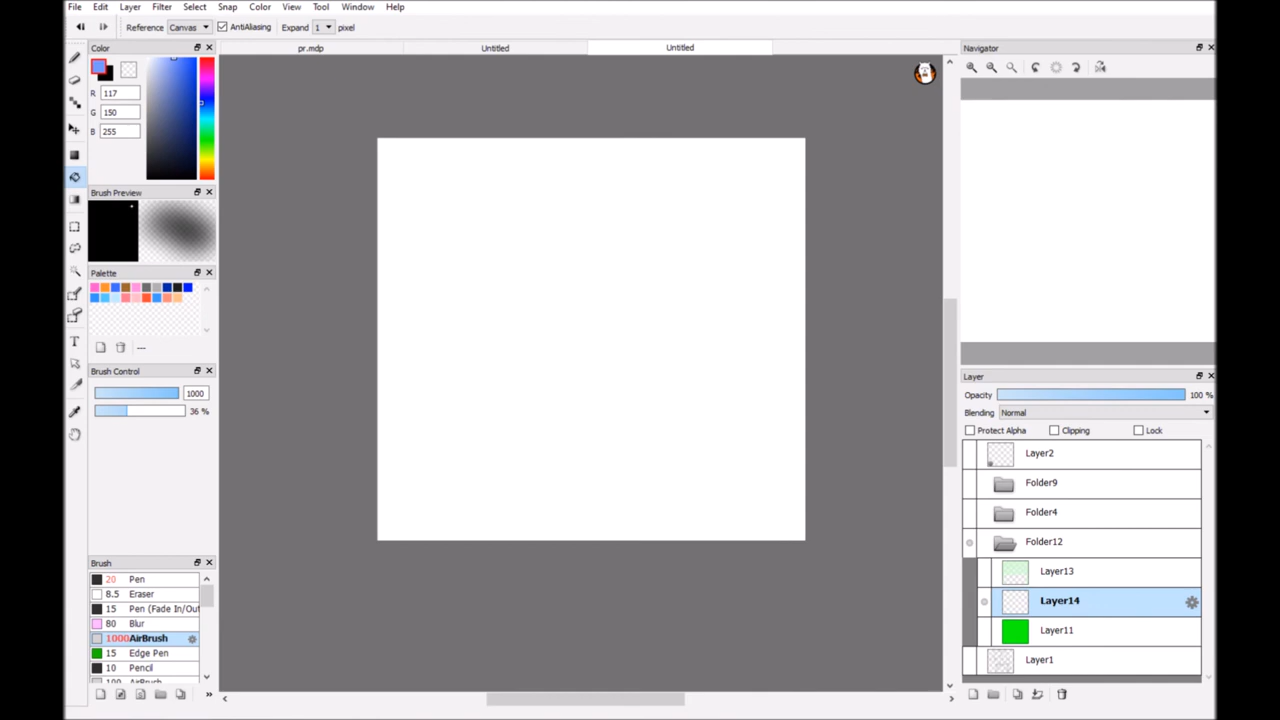 File Edit Layer Filter Select Snap Color View Tool Window Help
Reference Canvas AntiAliasing Expand 1 pixel
Color
pr.mdp Untitled Untitled
Navigator
R 117
G 150
B 255
Brush Preview
Palette
---
Brush Control
1000
36 %
Brush
20 Pen
8.5 Eraser
15 Pen (Fade In/Out
80 Blur
1000 AirBrush
15 Edge Pen
10 Pencil
100 AirBrush
Layer
Opacity 100 %
Blending Normal
Protect Alpha Clipping Lock
Layer2
Folder9
Folder4
Folder12
Layer13
Layer14
Layer11
Layer1